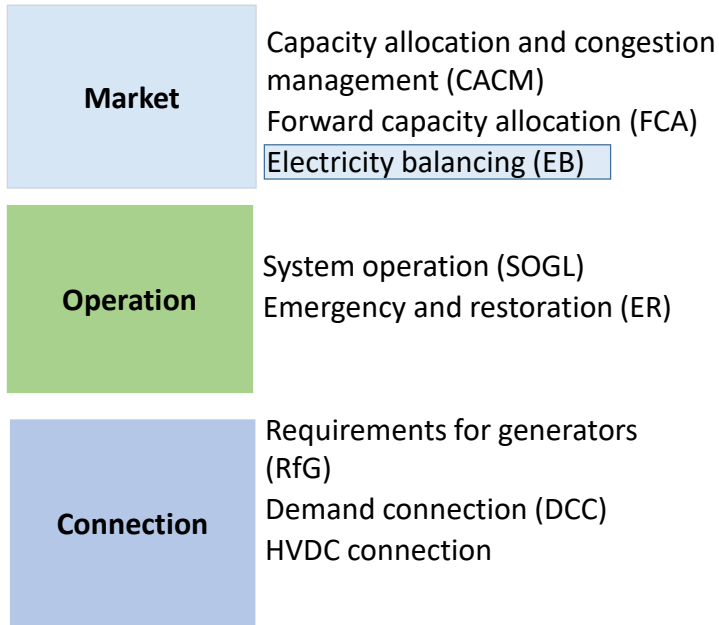 Market
Capacity allocation and congestion
management (CACM)
Forward capacity allocation (FCA)
Electricity balancing (EB)
Operation
System operation (SOGL)
Emergency and restoration (ER)
Connection
Requirements for generators
(RfG)
Demand connection (DCC)
HVDC connection